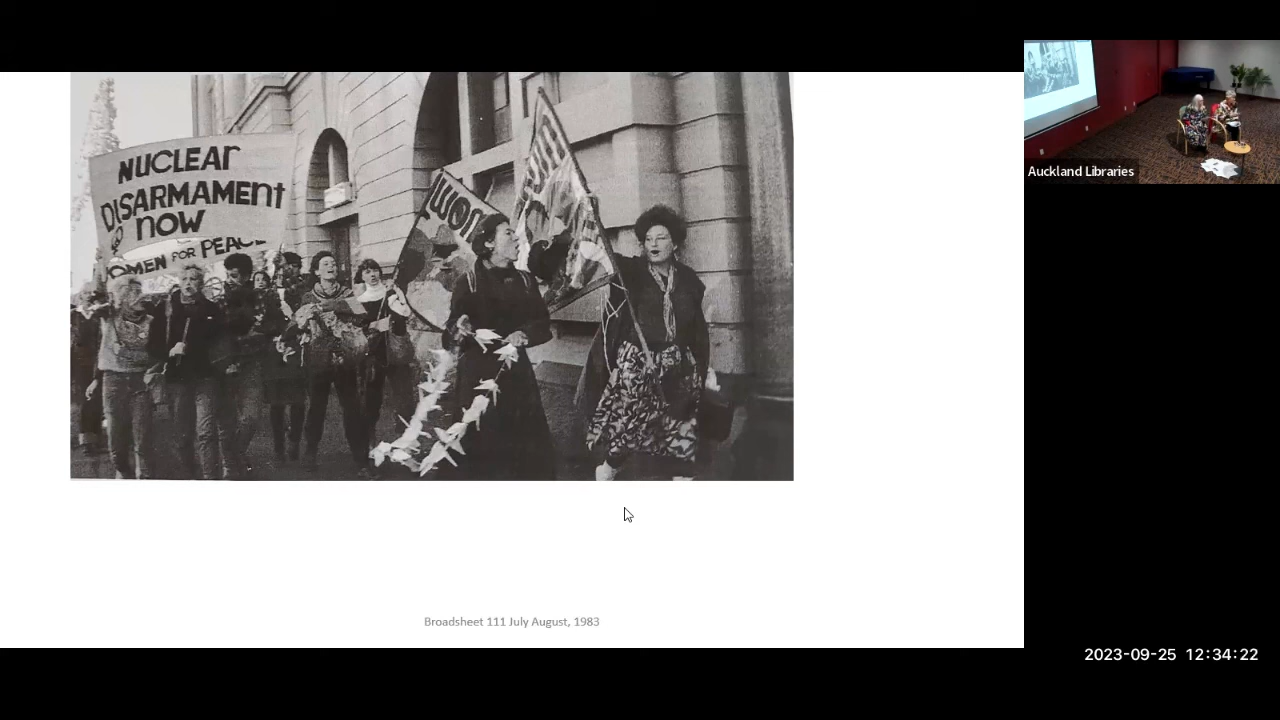 NUCLEAR
DISARMAMENT
NOW
WOMEN FOR PEACE
Broadsheet 111 July August, 1983
Auckland Libraries
2023-09-25 12:34:22